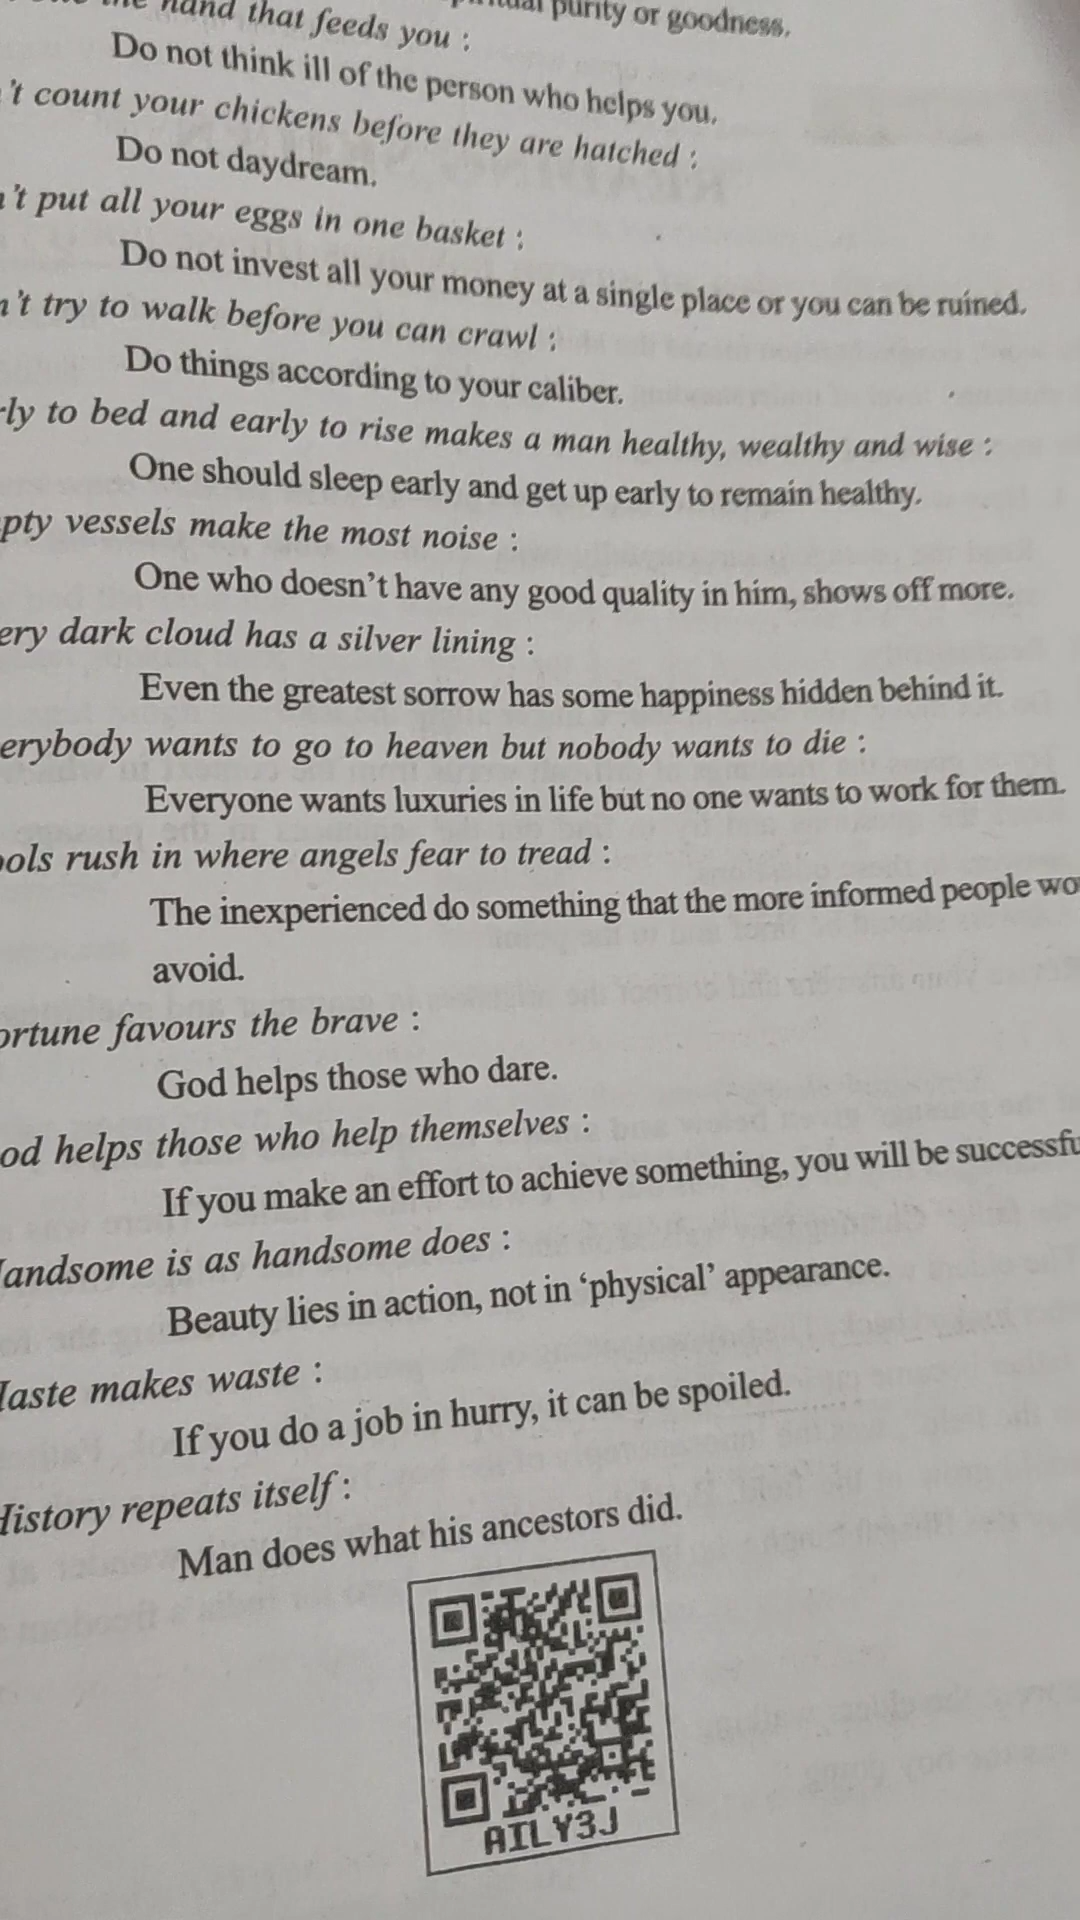 hand that feeds you : purity or goodness.
Do not think ill of the person who helps you.
't count your chickens before they are hatched :
Do not daydream.
't put all your eggs in one basket :
Do not invest all your money at a single place or you can be ruined.
't try to walk before you can crawl :
Do things according to your caliber.
rly to bed and early to rise makes a man healthy, wealthy and wise :
One should sleep early and get up early to remain healthy.
pty vessels make the most noise :
One who doesn't have any good quality in him, shows off more.
ery dark cloud has a silver lining :
Even the greatest sorrow has some happiness hidden behind it.
erybody wants to go to heaven but nobody wants to die :
Everyone wants luxuries in life but no one wants to work for them.
ools rush in where angels fear to tread :
The inexperienced do something that the more informed people wo
avoid.
ortune favours the brave :
God helps those who dare.
od helps those who help themselves :
If you make an effort to achieve something, you will be successfu
andsome is as handsome does :
Beauty lies in action, not in ‘physical’ appearance.
aste makes waste :
If you do a job in hurry, it can be spoiled.
History repeats itself :
Man does what his ancestors did.
AILY3J